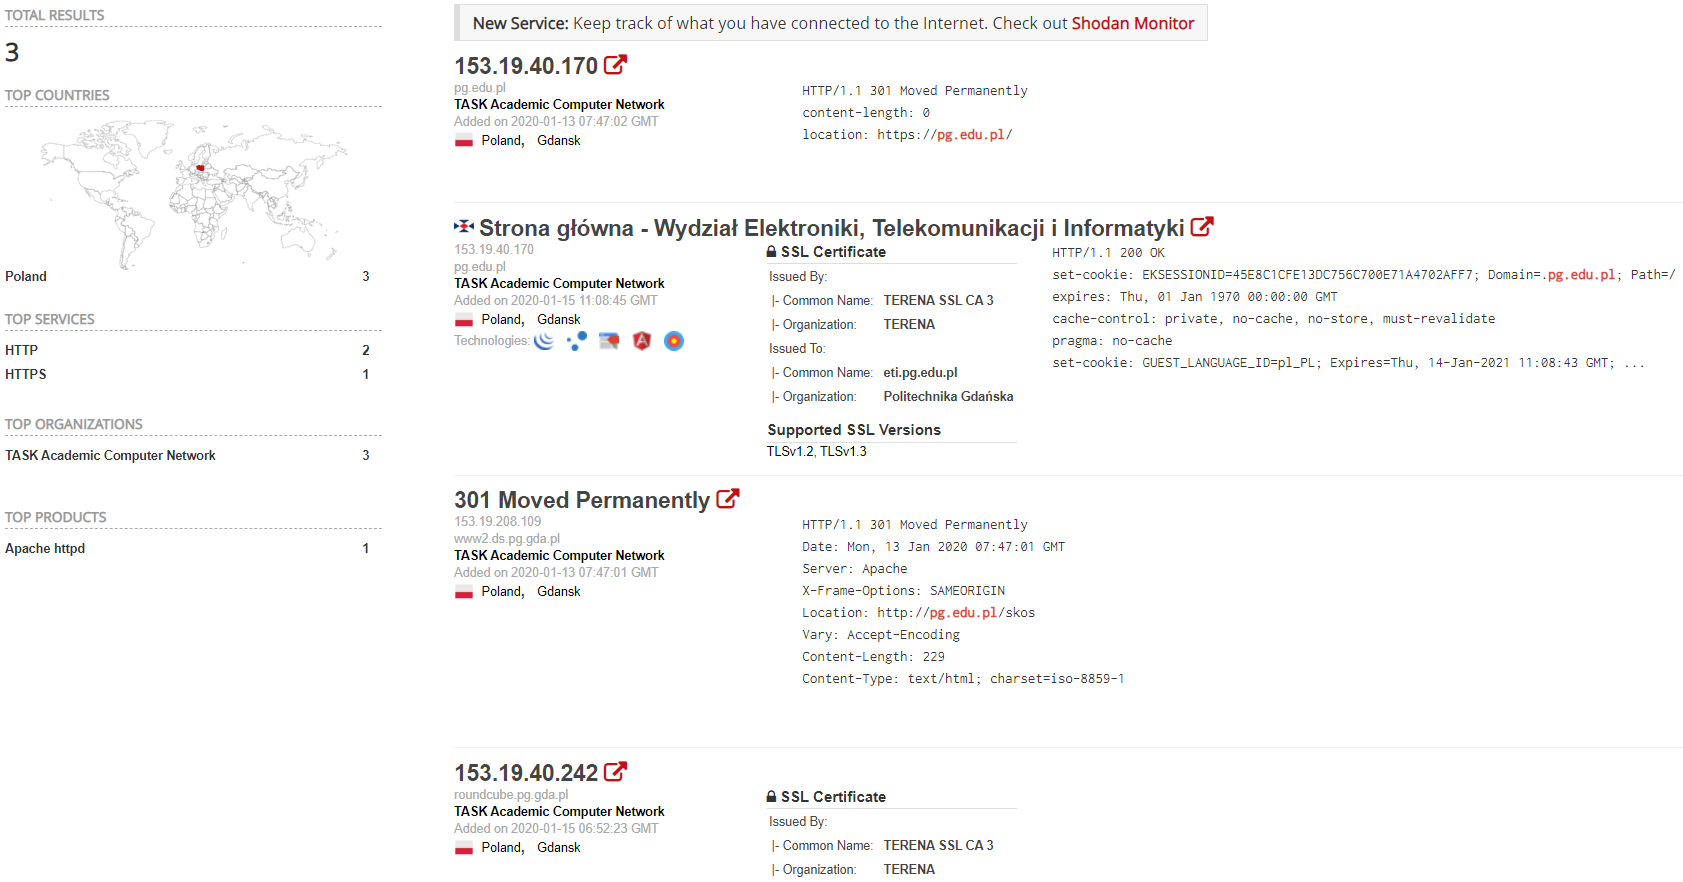 TOTAL RESULTS
3
TOP COUNTRIES
Poland 3
TOP SERVICES
HTTP 2
HTTPS 1
TOP ORGANIZATIONS
TASK Academic Computer Network 3
TOP PRODUCTS
Apache httpd 1
New Service: Keep track of what you have connected to the Internet. Check out Shodan Monitor
153.19.40.170
pg.edu.pl
TASK Academic Computer Network
Added on 2020-01-13 07:47:02 GMT
Poland, Gdansk
HTTP/1.1 301 Moved Permanently
content-length: 0
location: https://pg.edu.pl/
Strona główna - Wydział Elektroniki, Telekomunikacji i Informatyki
153.19.40.170
pg.edu.pl
TASK Academic Computer Network
Added on 2020-01-15 11:08:45 GMT
Poland, Gdansk
Technologies:
SSL Certificate
Issued By:
|- Common Name: TERENA SSL CA 3
|- Organization: TERENA
Issued To:
|- Common Name: eti.pg.edu.pl
|- Organization: Politechnika Gdańska
Supported SSL Versions
TLSv1.2, TLSv1.3
HTTP/1.1 200 OK
set-cookie: EKSESSIONID=45E8C1CFE13DC756C700E71A4702AFF7; Domain=.pg.edu.pl; Path=/
expires: Thu, 01 Jan 1970 00:00:00 GMT
cache-control: private, no-cache, no-store, must-revalidate
pragma: no-cache
set-cookie: GUEST_LANGUAGE_ID=pl_PL; Expires=Thu, 14-Jan-2021 11:08:43 GMT; ...
301 Moved Permanently
153.19.208.109
www2.ds.pg.gda.pl
TASK Academic Computer Network
Added on 2020-01-13 07:47:01 GMT
Poland, Gdansk
HTTP/1.1 301 Moved Permanently
Date: Mon, 13 Jan 2020 07:47:01 GMT
Server: Apache
X-Frame-Options: SAMEORIGIN
Location: http://pg.edu.pl/skos
Vary: Accept-Encoding
Content-Length: 229
Content-Type: text/html; charset=iso-8859-1
153.19.40.242
roundcube.pg.gda.pl
TASK Academic Computer Network
Added on 2020-01-15 06:52:23 GMT
Poland, Gdansk
SSL Certificate
Issued By:
|- Common Name: TERENA SSL CA 3
|- Organization: TERENA